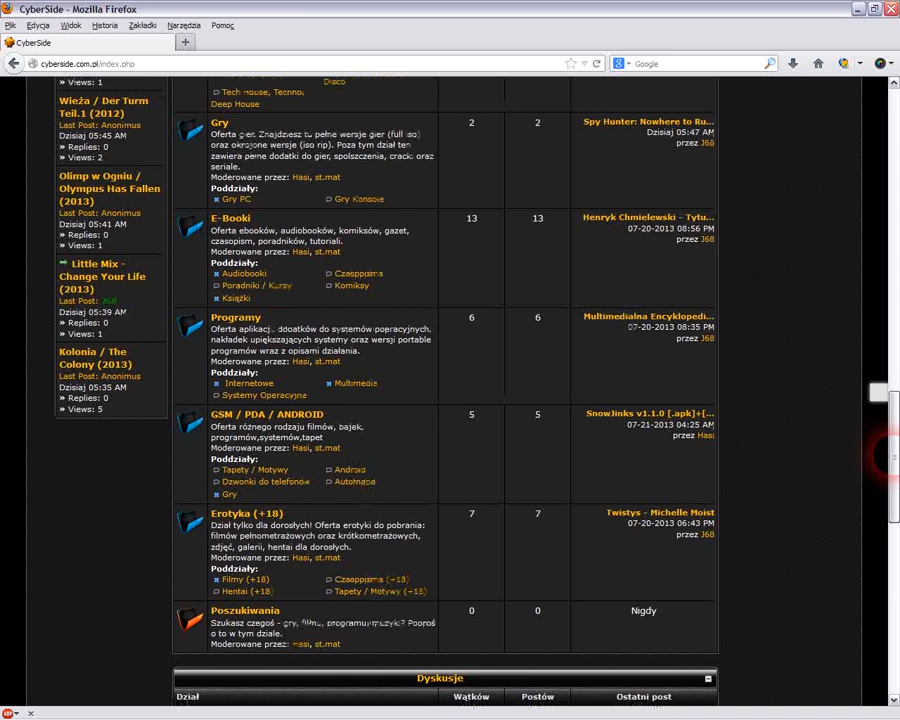 CyberSide - Mozilla Firefox
Plik Edycja Widok Historia Zakładki Narzędzia Pomoc
CyberSide
cyberside.com.pl/index.php
Google
» Views: 1
Wieża / Der Turm
Teil.1 (2012)
Last Post: Anonimus
Dzisiaj 05:45 AM
» Replies: 0
» Views: 2
Olimp w Ogniu /
Olympus Has Fallen
(2013)
Last Post: Anonimus
Dzisiaj 05:41 AM
» Replies: 0
» Views: 1
Little Mix -
Change Your Life
(2013)
Last Post: J68
Dzisiaj 05:39 AM
» Replies: 0
» Views: 1
Kolonia / The
Colony (2013)
Last Post: Anonimus
Dzisiaj 05:35 AM
» Replies: 0
» Views: 5
Disco
Tech House, Techno,
Deep House
Gry
Oferta gier. Znajdziesz tu pełne wersje gier (full iso)
oraz okrojone wersje (iso rip). Poza tym dział ten
zawiera pełne dodatki do gier, spolszczenia, cracki oraz
seriale.
Moderowane przez: Hasi, st.mat
Poddziały:
Gry PC Gry Konsole
2 2
Spy Hunter: Nowhere to Ru...
Dzisiaj 05:47 AM
przez J68
E-Booki
Oferta ebooków, audiobooków, komiksów, gazet,
czasopism, poradników, tutoriali.
Moderowane przez: Hasi, st.mat
Poddziały:
Audiobooki
Poradniki / Kursy Komiksy
Książki
13 13
Henryk Chmielewski - Tytu...
07-20-2013 08:56 PM
przez J68
Programy
Oferta aplikacji, do systemów
nakładek upiększających systemy oraz wersji portable
programów wraz z opisami działania.
Moderowane przez: Hasi, st.mat
Poddziały:
Internetowe Multimedia
Systemy Operacyjne
6 6
Multimedialna Encyklopedi...
07-20-2013 08:35 PM
przez J68
GSM / PDA / ANDROID
Oferta różnego rodzaju filmów, bajek,
programów,systemów,tapet
Moderowane przez: Hasi, st.mat
Poddziały:
Tapety / Motywy Android
Dzwonki do telefonów Automapa
Gry
5 5
SnowJinks v1.1.0 [.apk]+[...
07-21-2013 04:25 AM
przez Hasi
Erotyka (+18)
Dział tylko dla dorosłych! Oferta erotyki do pobrania:
filmów pełnometrażowych oraz krótkometrażowych,
zdjęć, galerii, hentai dla dorosłych.
Moderowane przez: Hasi, st.mat
Poddziały:
Filmy (+18) (+18)
Hentai (+18) Tapety / Motywy (+18)
7 7
Twistys - Michelle Moist
07-20-2013 06:43 PM
przez J68
Poszukiwania
Szukasz czegoś - gry, filmu, programu, muzyki? Poproś
o to w tym dziale.
Moderowane przez: Hasi, st.mat
0 0
Nigdy
Dyskusje
Dział Wątków Postów Ostatni post